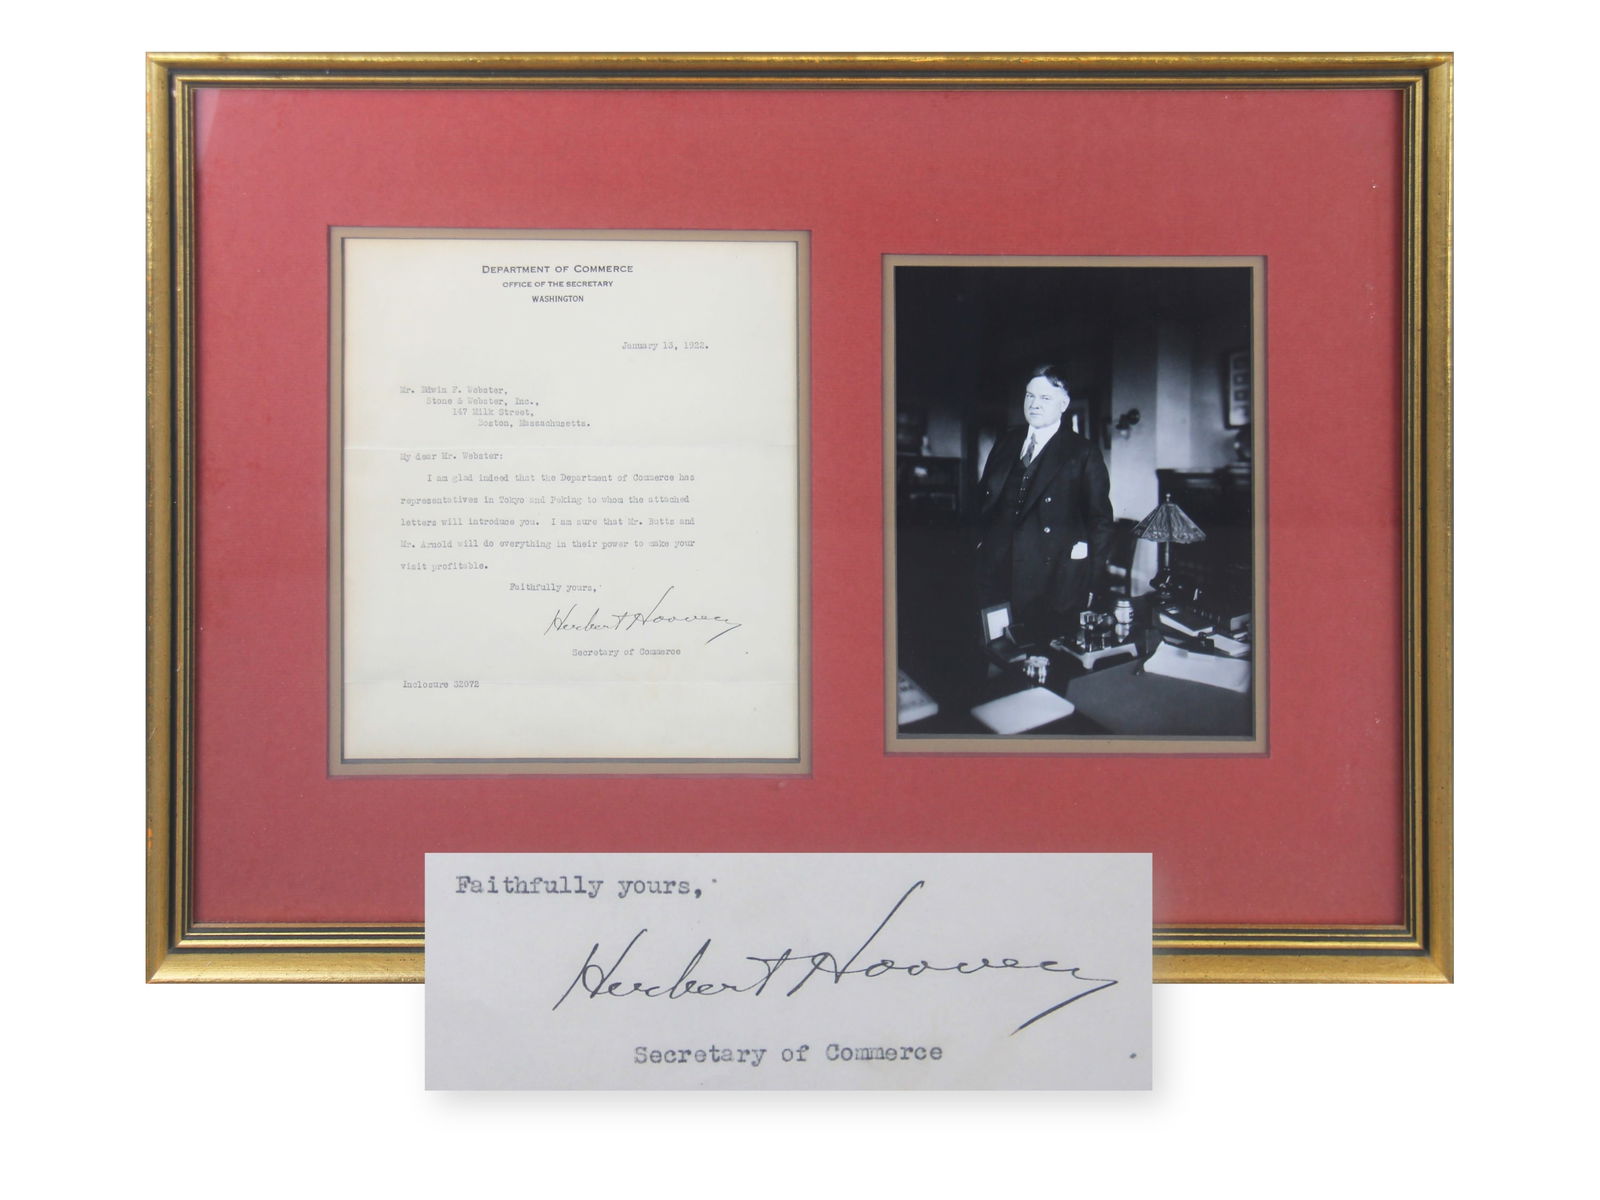 DEPARTMENT OF COMMERCE
OFFICE OF THE SECRETARY
WASHINGTON
January 13, 1922.
Mr. Edwin F. Webster,
Stone & Webster, Inc.,
147 Milk Street,
Boston, Massachusetts.
My dear Mr. Webster:
I am glad indeed that the Department of Commerce has
representatives in Tokyo and Peking to whom the attached
letters will introduce you. I am sure that Mr. Butts and
Mr. Arnold will do everything in their power to make your
visit profitable.
Faithfully yours,
Herbert Hoover
Secretary of Commerce
Inclosure 32072
Faithfully yours,
Herbert Hoover
Secretary of Commerce